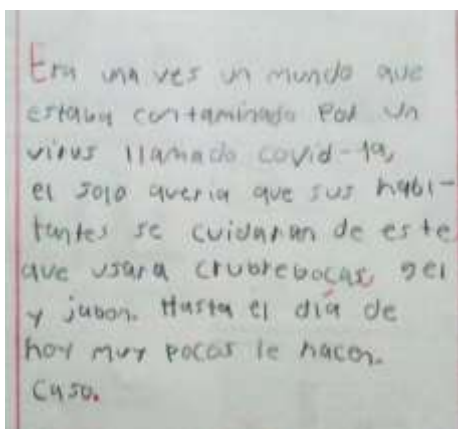 Era una ves un mundo que
estaba contaminado Por un
virus llamado covid-19,
el solo queria que sus habi-
tantes se cuidaran de este
que usara crubrebocas, gel
y jabon. Hasta el día de
hoy muy pocos le hacen.
Caso.